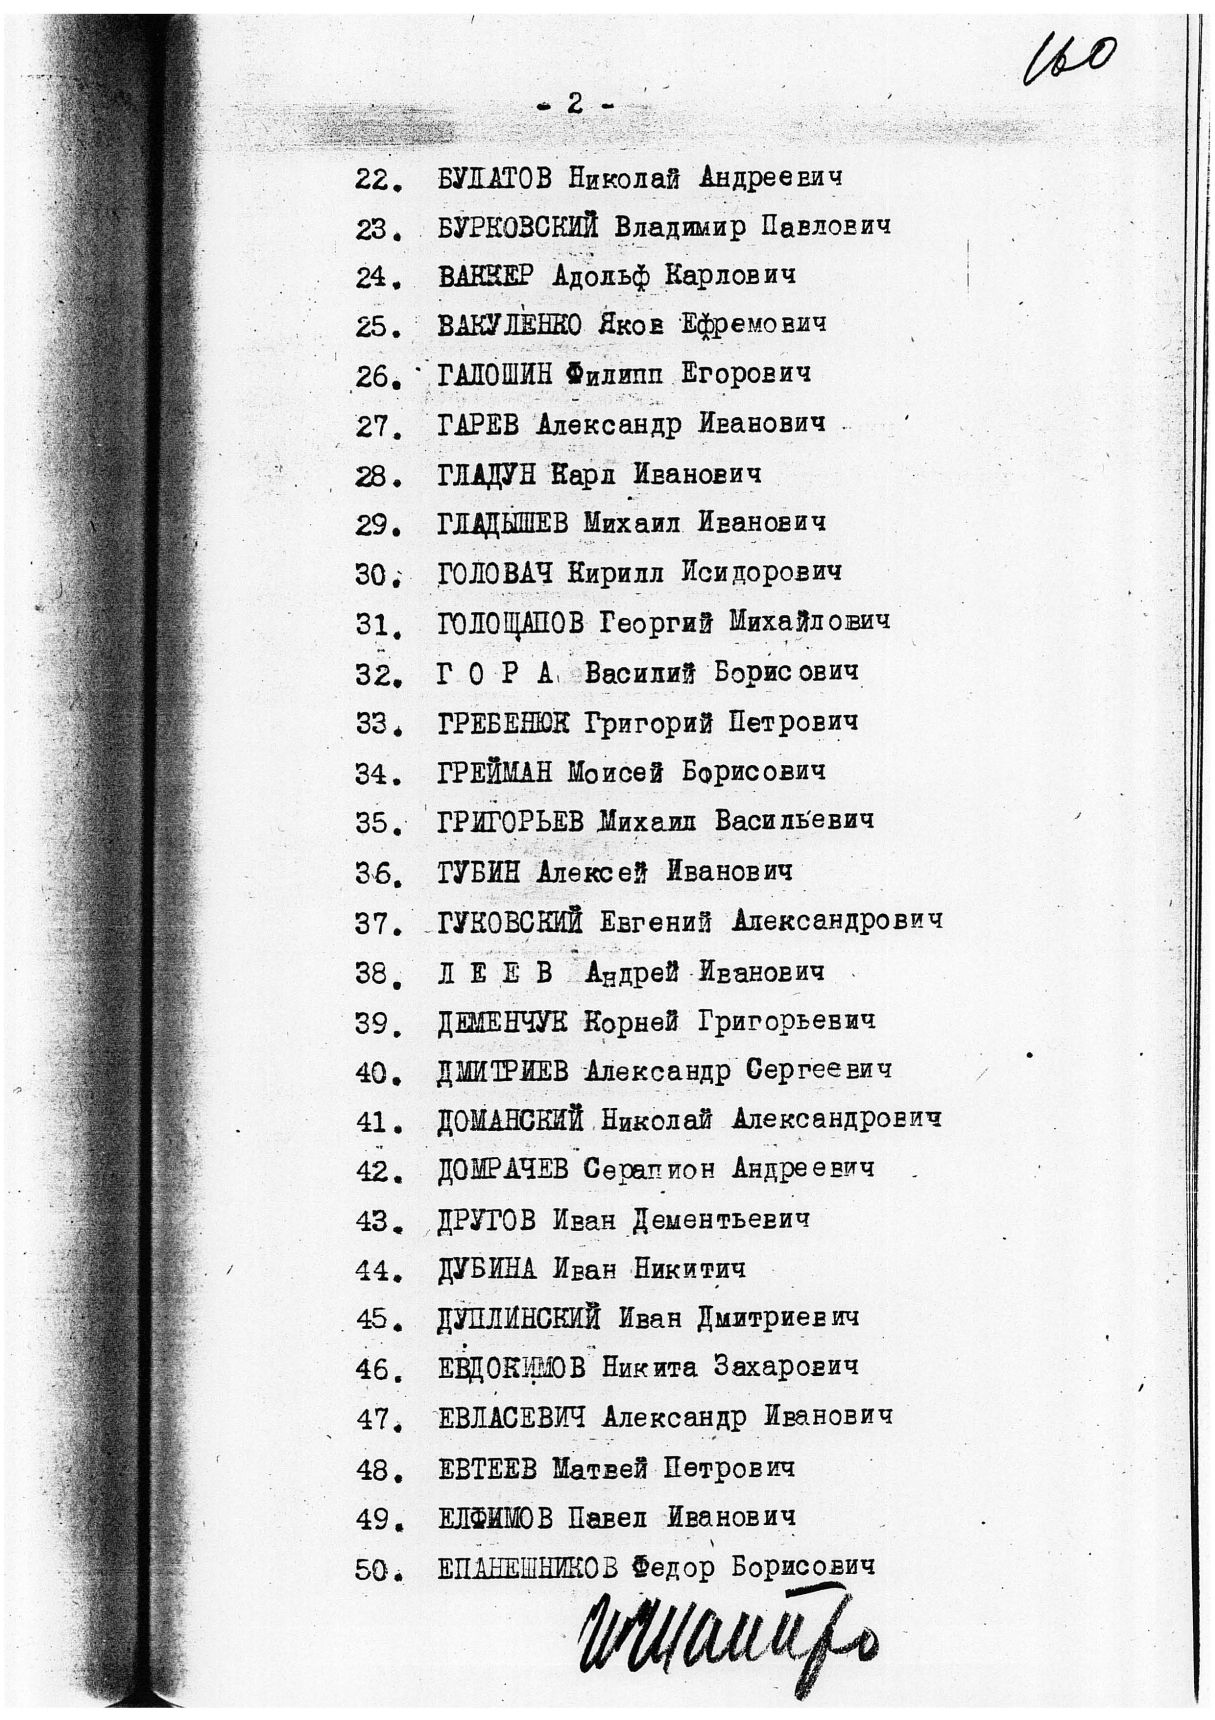 160
- 2 -
22. БУЛАТОВ Николай Андреевич
23. БУРКОВСКИЙ Владимир Павлович
24. ВАККЕР Адольф Карлович
25. ВАКУЛЕНКО Яков Ефремович
26. ГАЛОШИН Филипп Егорович
27. ГАРЕВ Александр Иванович
28. ГЛАДУН Карл Иванович
29. ГЛАДЫШЕВ Михаил Иванович
30. ГОЛОВАЧ Кирилл Исидорович
31. ГОЛОЩАПОВ Георгий Михайлович
32. Г О Р А Василий Борисович
33. ГРЕБЕНЮК Григорий Петрович
34. ГРЕЙМАН Моисей Борисович
35. ГРИГОРЬЕВ Михаил Васильевич
36. ГУБИН Алексей Иванович
37. ГУКОВСКИЙ Евгений Александрович
38. Д Е Е В Андрей Иванович
39. ДЕМЕНЧУК Корней Григорьевич
40. ДМИТРИЕВ Александр Сергеевич
41. ДОМАНСКИЙ Николай Александрович
42. ДОМРАЧЕВ Серапион Андреевич
43. ДРУГОВ Иван Дементьевич
44. ДУБИНА Иван Никитич
45. ДУПЛИНСКИЙ Иван Дмитриевич
46. ЕВДОКИМОВ Никита Захарович
47. ЕВЛАСЕВИЧ Александр Иванович
48. ЕВТЕЕВ Матвей Петрович
49. ЕЛФИМОВ Павел Иванович
50. ЕПАНЕШНИКОВ Федор Борисович
ИШапиро